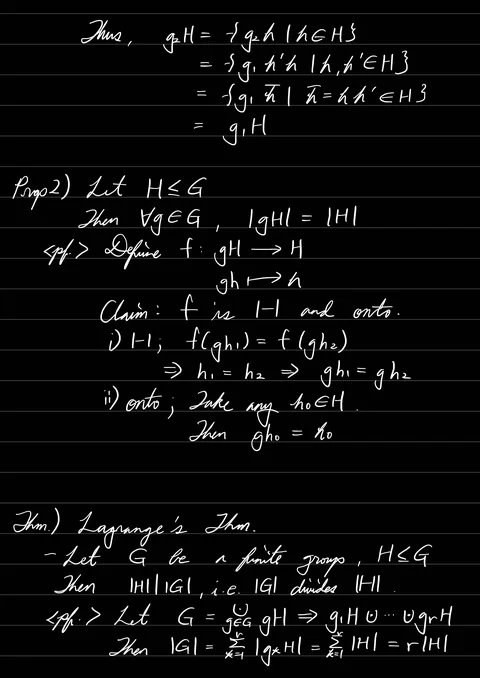 Thus, g₂H = {g₂h | h∈H}
= {g₁h'h | h, h'∈H}
= {g₁h̄ | h̄ = hh'∈H}
= g₁H
Prop2) Let H≤G
Then ∀g∈G, |gH| = |H|
<pf.> Define f: gH ⟶ H
gh ⟼ h
Claim: f is 1-1 and onto.
i) 1-1; f(gh₁) = f(gh₂)
⇒ h₁ = h₂ ⇒ gh₁ = gh₂
ii) onto; Take any h₀∈H.
Then gh₀ = h₀
Thm.) Lagrange's Thm.
- Let G be a finite group, H≤G
Then |H| | |G|, i.e. |G| divides |H|.
<pf.> Let G = ⊍_{g∈G} gH ⇒ g₁H ⊍ ⋯ ⊍ gᵣH
Then |G| = Σ_{k=1}^{r} |gₖH| = Σ_{k=1}^{r} |H| = r|H|